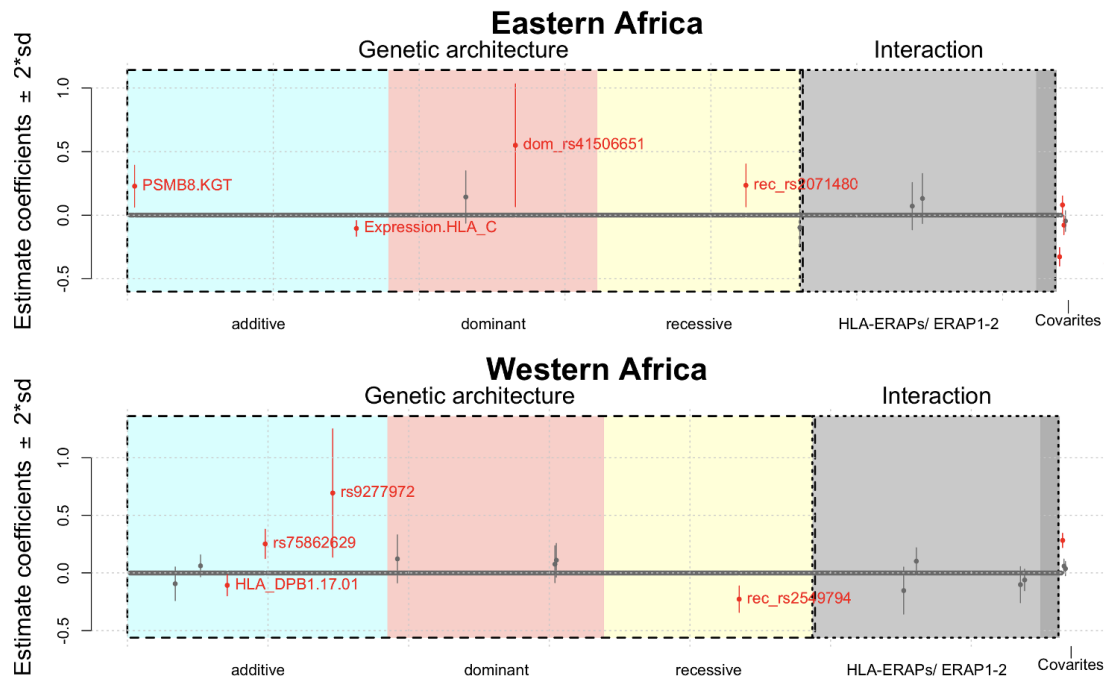 Eastern Africa
Genetic architecture
Interaction
Estimate coefficients ± 2*sd
1.0
0.5
0.0
-0.5
dom_rs41506651
PSMB8.KGT
rec_rs2071480
Expression.HLA_C
additive
dominant
recessive
HLA-ERAPs/ ERAP1-2
Covarites
Western Africa
Genetic architecture
Interaction
Estimate coefficients ± 2*sd
1.0
0.5
0.0
-0.5
rs9277972
rs75862629
HLA_DPB1.17.01
rec_rs2549794
additive
dominant
recessive
HLA-ERAPs/ ERAP1-2
Covarites